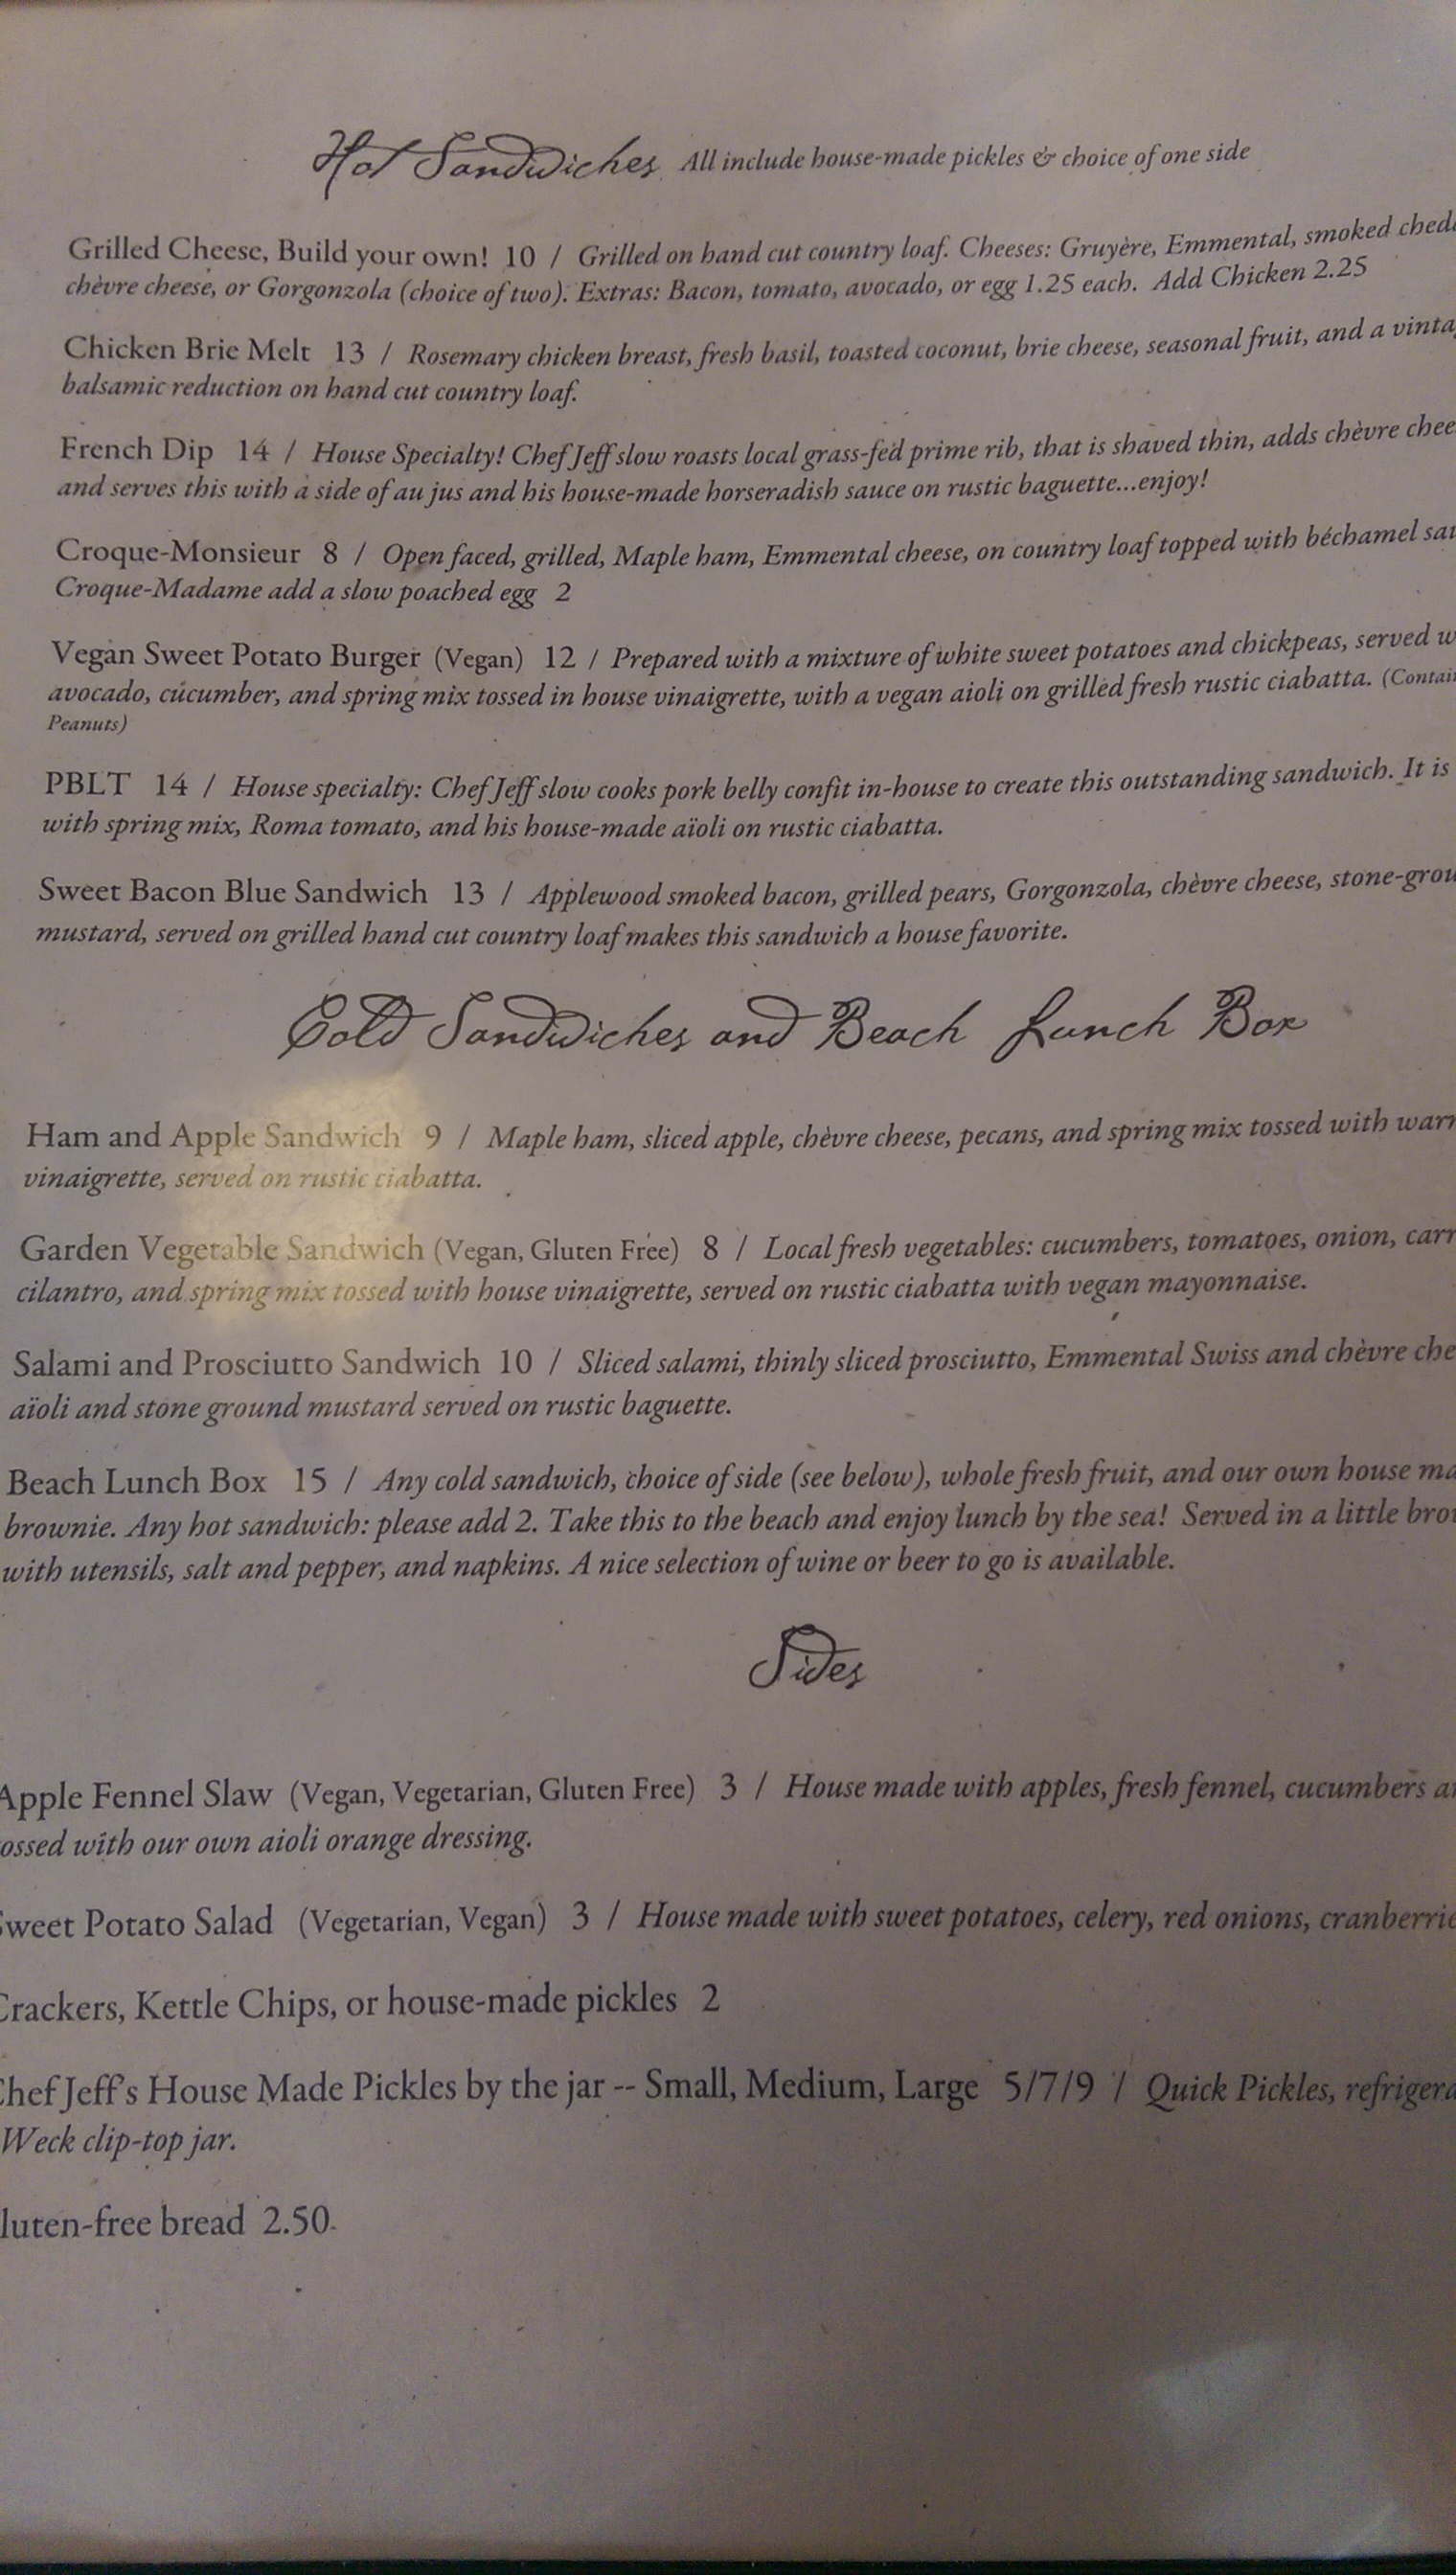 Hot Sandwiches All include house-made pickles & choice of one side
Grilled Cheese, Build your own! 10 / Grilled on hand cut country loaf. Cheeses: Gruyère, Emmental, smoked
chèvre cheese, or Gorgonzola (choice of two). Extras: Bacon, tomato, avocado, or egg 1.25 each. Add Chicken 2.25
Chicken Brie Melt 13 / Rosemary chicken breast, fresh basil, toasted coconut, brie cheese, seasonal fruit, and a
balsamic reduction on hand cut country loaf.
French Dip 14 / House Specialty! Chef Jeff slow roasts local grass-fed prime rib, that is shaved thin, adds chèvre
and serves this with a side of au jus and his house-made horseradish sauce on rustic baguette...enjoy!
Croque-Monsieur 8 / Open faced, grilled, Maple ham, Emmental cheese, on country loaf topped with béchamel
Croque-Madame add a slow poached egg 2
Vegan Sweet Potato Burger (Vegan) 12 / Prepared with a mixture of white sweet potatoes and chickpeas, served
avocado, cucumber, and spring mix tossed in house vinaigrette, with a vegan aioli on grilled fresh rustic ciabatta.
Peanuts)
PBLT 14 / House specialty: Chef Jeff slow cooks pork belly confit in-house to create this outstanding sandwich. It is
with spring mix, Roma tomato, and his house-made aïoli on rustic ciabatta.
Sweet Bacon Blue Sandwich 13 / Applewood smoked bacon, grilled pears, Gorgonzola, chèvre cheese,
mustard, served on grilled hand cut country loaf makes this sandwich a house favorite.
Cold Sandwiches and Beach Lunch Box
Ham and Apple Sandwich 9 / Maple ham, sliced apple, chèvre cheese, pecans, and spring mix tossed with
vinaigrette, served on rustic ciabatta.
Garden Vegetable Sandwich (Vegan, Gluten Free) 8 / Local fresh vegetables: cucumbers, tomatoes, onion,
cilantro, and spring mix tossed with house vinaigrette, served on rustic ciabatta with vegan mayonnaise.
Salami and Prosciutto Sandwich 10 / Sliced salami, thinly sliced prosciutto, Emmental Swiss and chèvre
aïoli and stone ground mustard served on rustic baguette.
Beach Lunch Box 15 / Any cold sandwich, choice of side (see below), whole fresh fruit, and our own house
brownie. Any hot sandwich: please add 2. Take this to the beach and enjoy lunch by the sea! Served in a little
with utensils, salt and pepper, and napkins. A nice selection of wine or beer to go is available.
Sides
Apple Fennel Slaw (Vegan, Vegetarian, Gluten Free) 3 / House made with apples, fresh fennel, cucumbers
with our own aioli orange dressing.
Sweet Potato Salad (Vegetarian, Vegan) 3 / House made with sweet potatoes, celery, red onions,
Crackers, Kettle Chips, or house-made pickles 2
Chef Jeff's House Made Pickles by the jar -- Small, Medium, Large 5/7/9 / Quick Pickles,
Weck clip-top jar.
bread 2.50